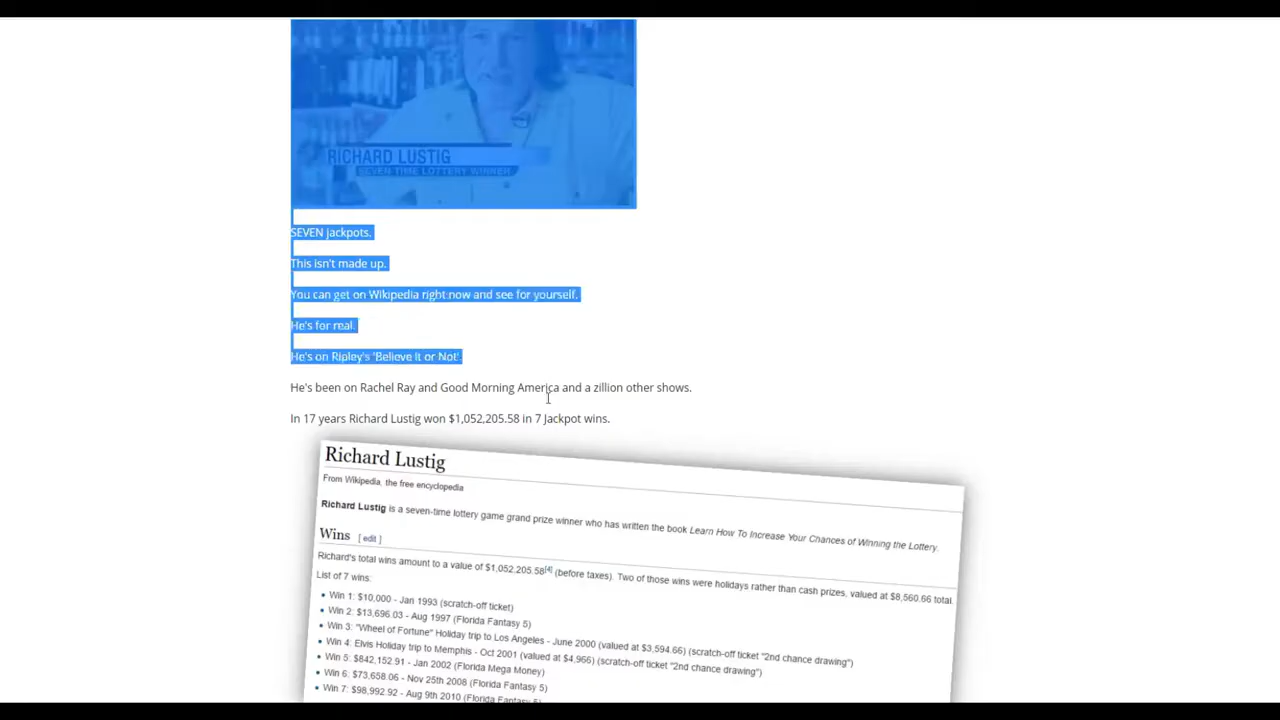 RICHARD LUSTIG
SEVEN TIME LOTTERY WINNER
SEVEN jackpots.
This isn't made up.
You can get on Wikipedia right now and see for yourself.
He's for real.
He's on Ripley's 'Believe It or Not'.
He's been on Rachel Ray and Good Morning America and a zillion other shows.
In 17 years Richard Lustig won $1,052,205.58 in 7 Jackpot wins.
Richard Lustig
From Wikipedia, the free encyclopedia
Richard Lustig is a seven-time lottery game grand prize winner who has written the book Learn How To Increase Your Chances of Winning the Lottery.
Wins [ edit ]
Richard's total wins amount to a value of $1,052,205.58[4] (before taxes). Two of those wins were holidays rather than cash prizes, valued at $8,560.66 total.
List of 7 wins:
• Win 1: $10,000 - Jan 1993 (scratch-off ticket)
• Win 2: $13,696.03 - Aug 1997 (Florida Fantasy 5)
• Win 3: "Wheel of Fortune" Holiday trip to Los Angeles - June 2000 (valued at $3,594.66) (scratch-off ticket "2nd chance drawing")
• Win 4: Elvis Holiday trip to Memphis - Oct 2001 (valued at $4,966) (scratch-off ticket "2nd chance drawing")
• Win 5: $842,152.91 - Jan 2002 (Florida Mega Money)
• Win 6: $73,658.06 - Nov 25th 2008 (Florida Fantasy 5)
• Win 7: $98,992.92 - Aug 9th 2010 (Florida Fantasy 5)